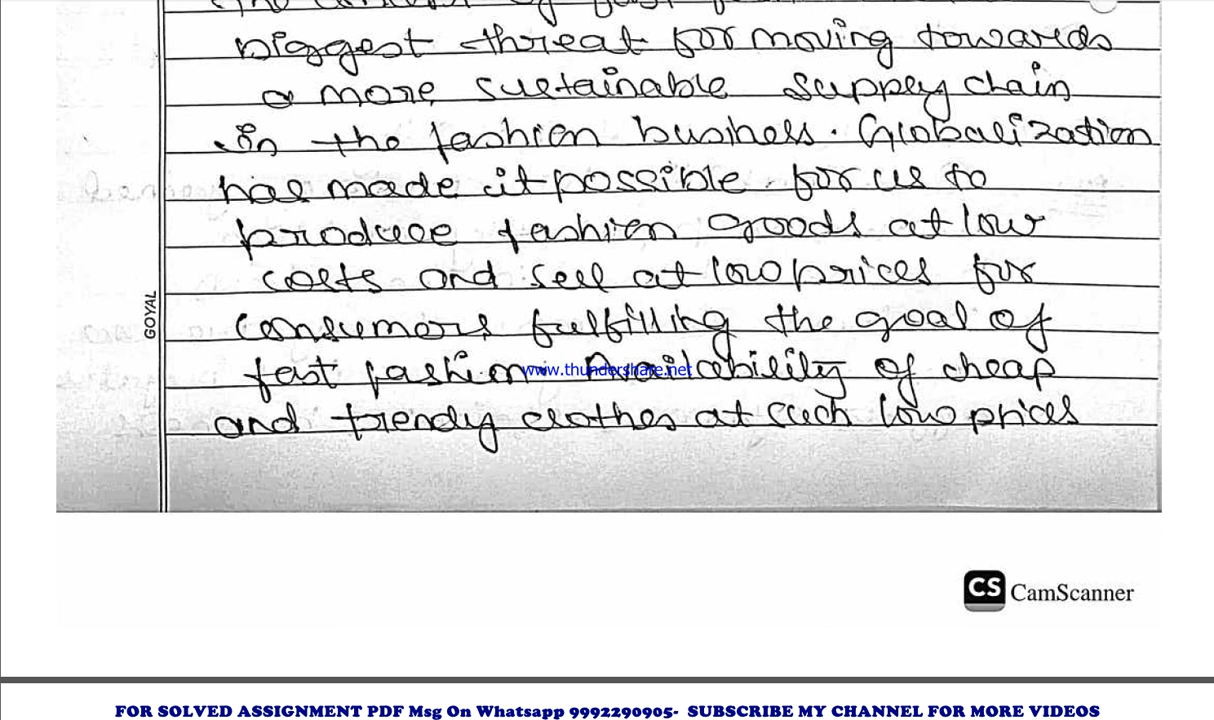 biggest threat for moving towards
a more sustainable supply chain
in the fashion business. Globalization
has made it possible for us to
produce fashion goods at low
costs and sell at low prices for
consumers fulfilling the goal of
fast fashion Availability of cheap
www.thundershare.net
and trendy clothes at such low prices
GOYAL
CS CamScanner
FOR SOLVED ASSIGNMENT PDF Msg On Whatsapp 9992290905- SUBSCRIBE MY CHANNEL FOR MORE VIDEOS